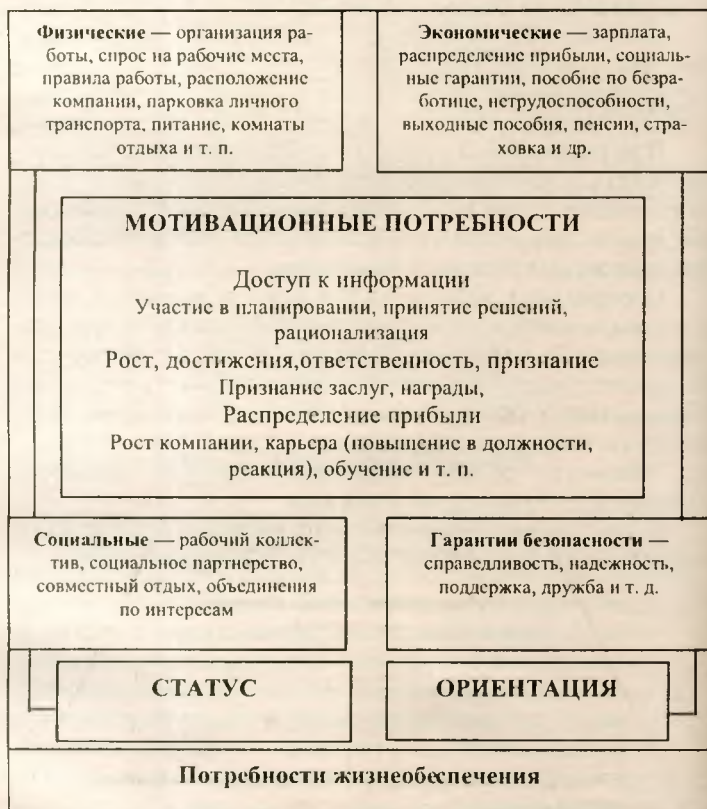 Физические — организация ра-
боты, спрос на рабочие места,
правила работы, расположение
компании, парковка личного
транспорта, питание, комнаты
отдыха и т. п.
Экономические — зарплата,
распределение прибыли, социаль-
ные гарантии, пособие по безра-
ботице, нетрудоспособности,
выходные пособия, пенсии, стра-
ховка и др.
МОТИВАЦИОННЫЕ ПОТРЕБНОСТИ
Доступ к информации
Участие в планировании, принятие решений,
рационализация
Рост, достижения,ответственность, признание
Признание заслуг, награды,
Распределение прибыли
Рост компании, карьера (повышение в должности,
реакция), обучение и т. п.
Социальные — рабочий коллек-
тив, социальное партнерство,
совместный отдых, объединения
по интересам
Гарантии безопасности —
справедливость, надежность,
поддержка, дружба и т. д.
СТАТУС
ОРИЕНТАЦИЯ
Потребности жизнеобеспечения